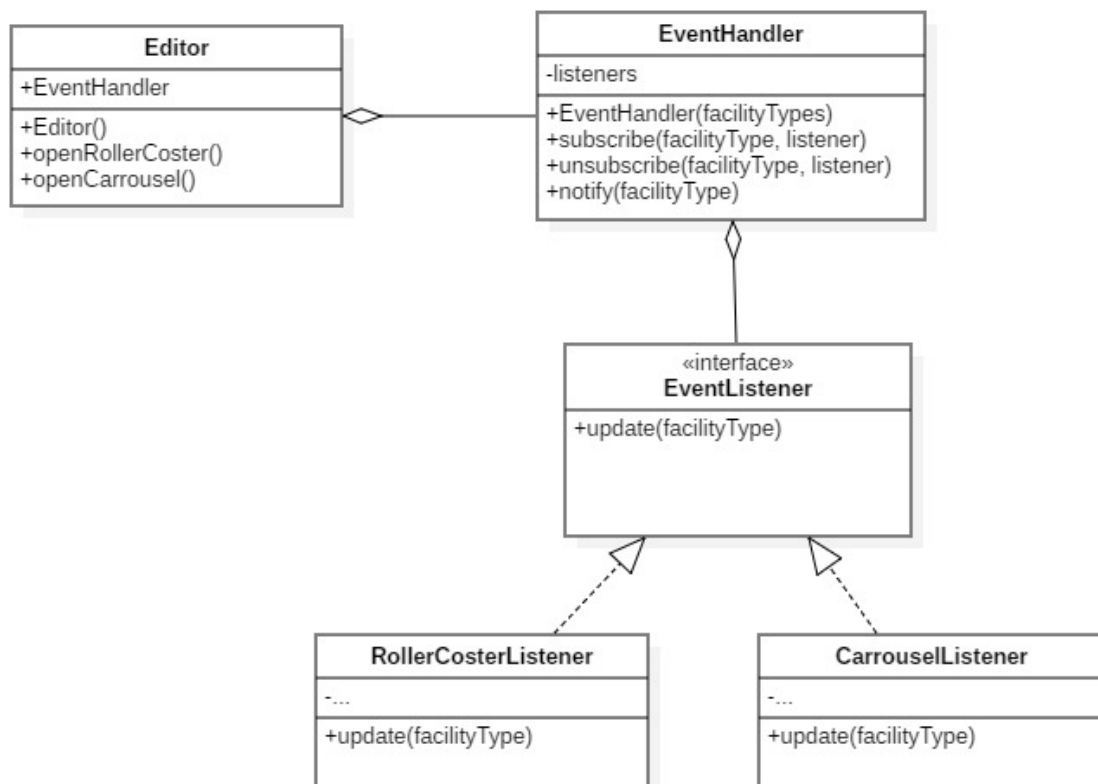 Editor
+EventHandler
+Editor()
+openRollerCoster()
+openCarrousel()
EventHandler
-listeners
+EventHandler(facilityTypes)
+subscribe(facilityType, listener)
+unsubscribe(facilityType, listener)
+notify(facilityType)
«interface»
EventListener
+update(facilityType)
RollerCosterListener
-...
+update(facilityType)
CarrouselListener
-...
+update(facilityType)